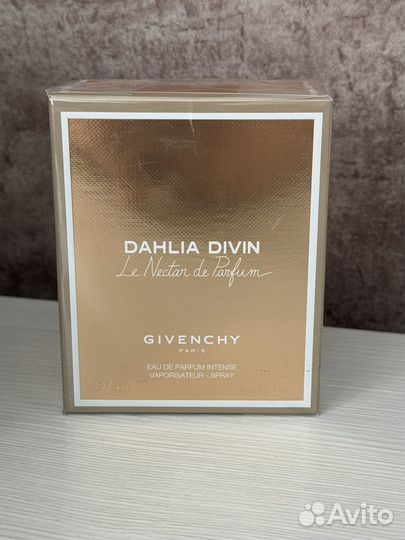 DAHLIA DIVIN
Le Nectar de Parfum
GIVENCHY
PARIS
EAU DE PARFUM INTENSE
VAPORISATEUR - SPRAY
Avito